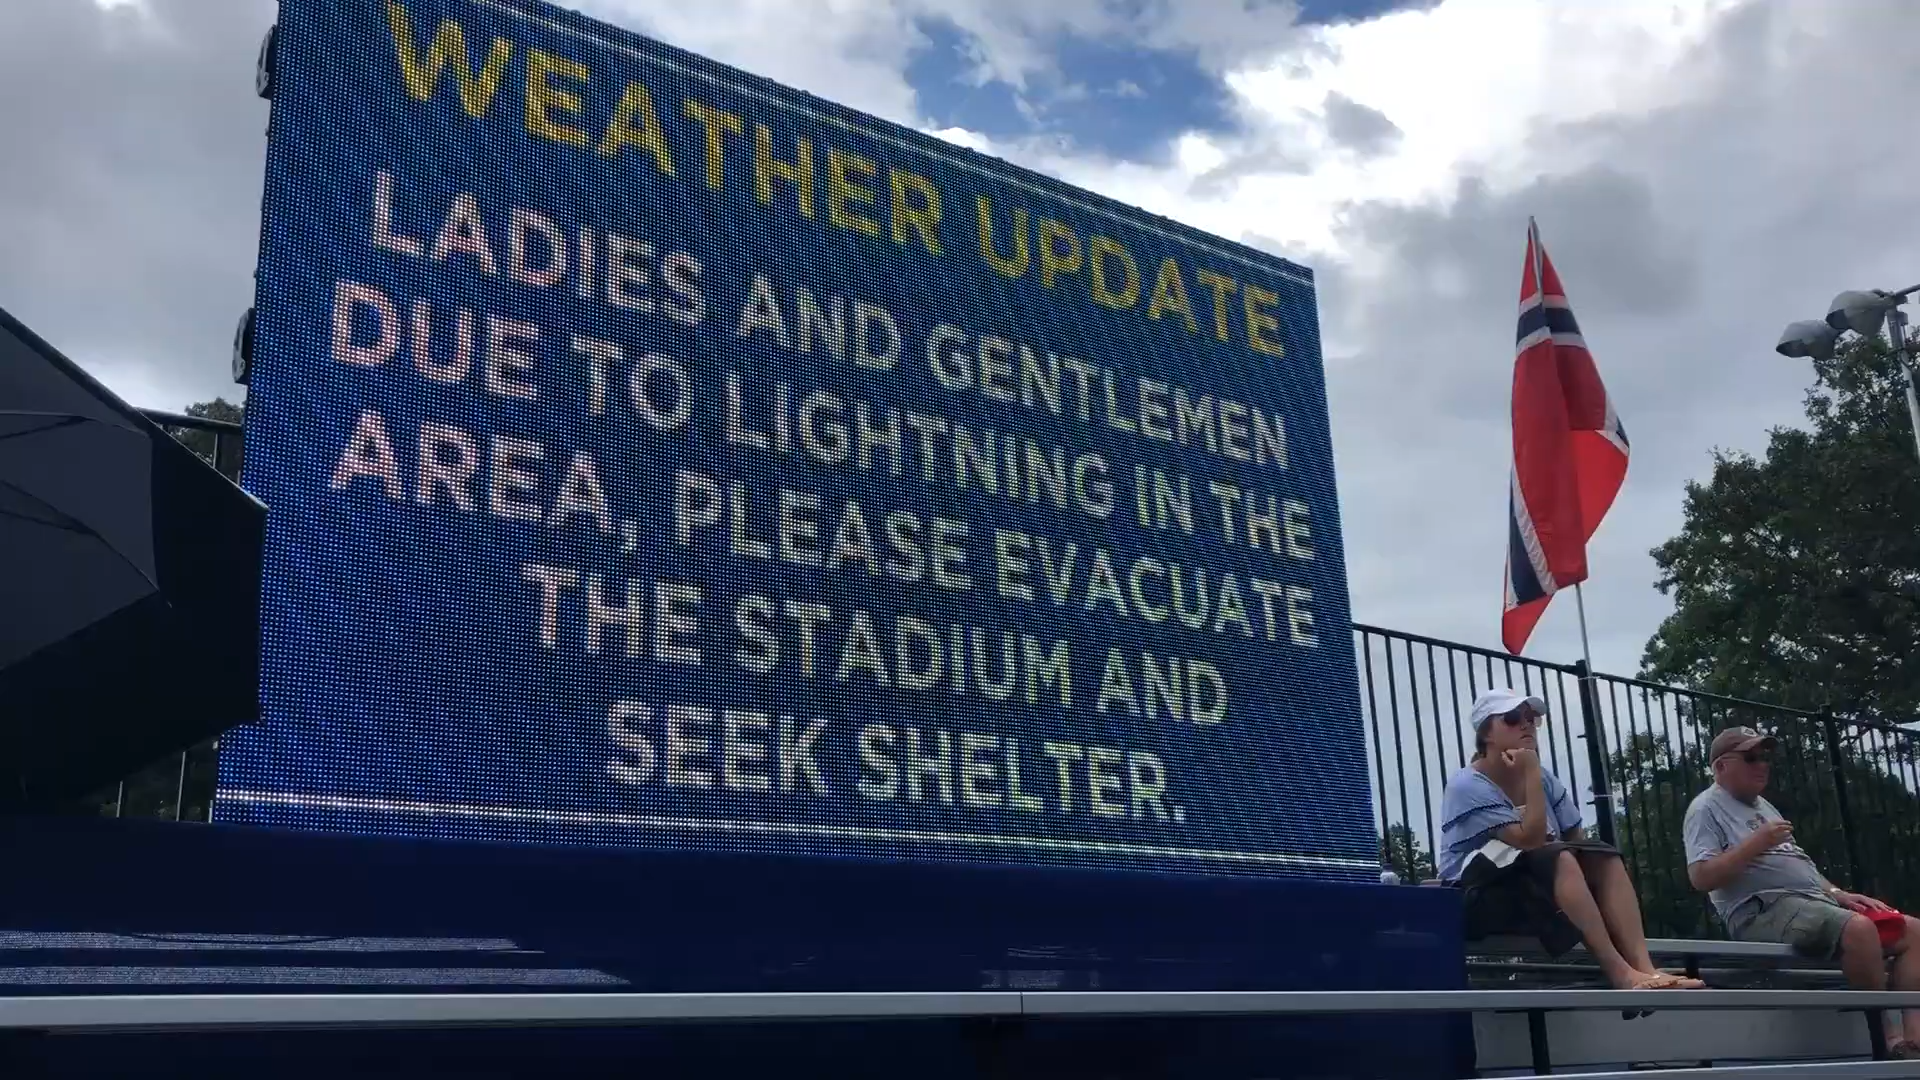 WEATHER UPDATE
LADIES AND GENTLEMEN
DUE TO LIGHTNING IN THE
AREA, PLEASE EVACUATE
THE STADIUM AND
SEEK SHELTER.